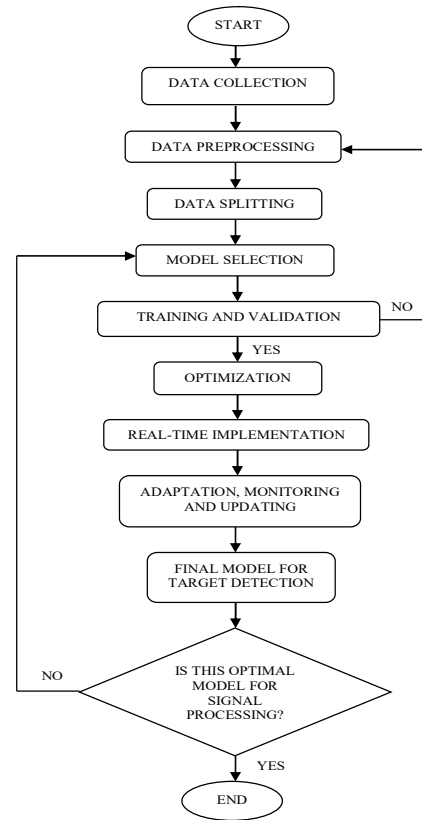 START
DATA COLLECTION
DATA PREPROCESSING
DATA SPLITTING
MODEL SELECTION
TRAINING AND VALIDATION
NO
YES
OPTIMIZATION
REAL-TIME IMPLEMENTATION
ADAPTATION, MONITORING
AND UPDATING
FINAL MODEL FOR
TARGET DETECTION
NO
IS THIS OPTIMAL
MODEL FOR
SIGNAL
PROCESSING?
YES
END